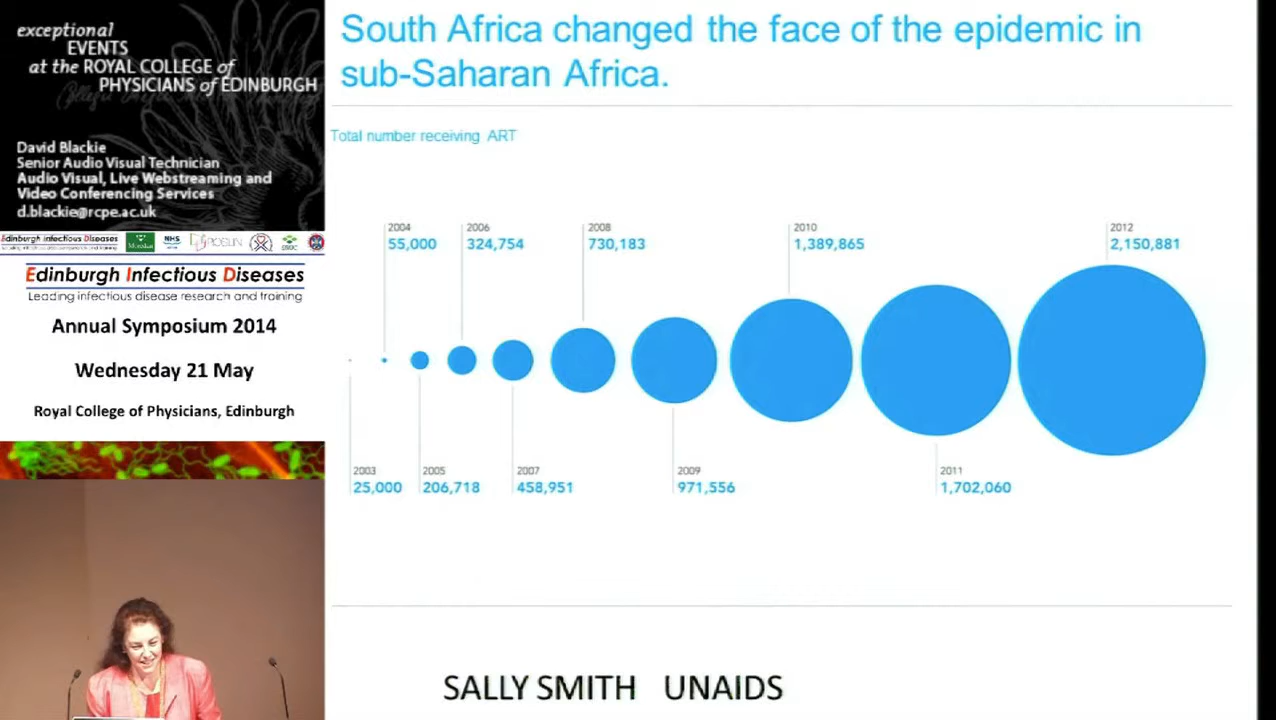 exceptional
EVENTS
at the ROYAL COLLEGE of
PHYSICIANS of EDINBURGH
David Blackie
Senior Audio Visual Technician
Audio Visual, Live Webstreaming and
Video Conferencing Services
d.blackie@rcpe.ac.uk
Edinburgh Infectious Diseases
NHS
Edinburgh Infectious Diseases
Leading infectious disease research and training
Annual Symposium 2014
Wednesday 21 May
Royal College of Physicians, Edinburgh
South Africa changed the face of the epidemic in
sub-Saharan Africa.
Total number receiving ART
2004
55,000
2006
324,754
2008
730,183
2010
1,389,865
2012
2,150,881
2003
25,000
2005
206,718
2007
458,951
2009
971,556
2011
1,702,060
SALLY SMITH UNAIDS